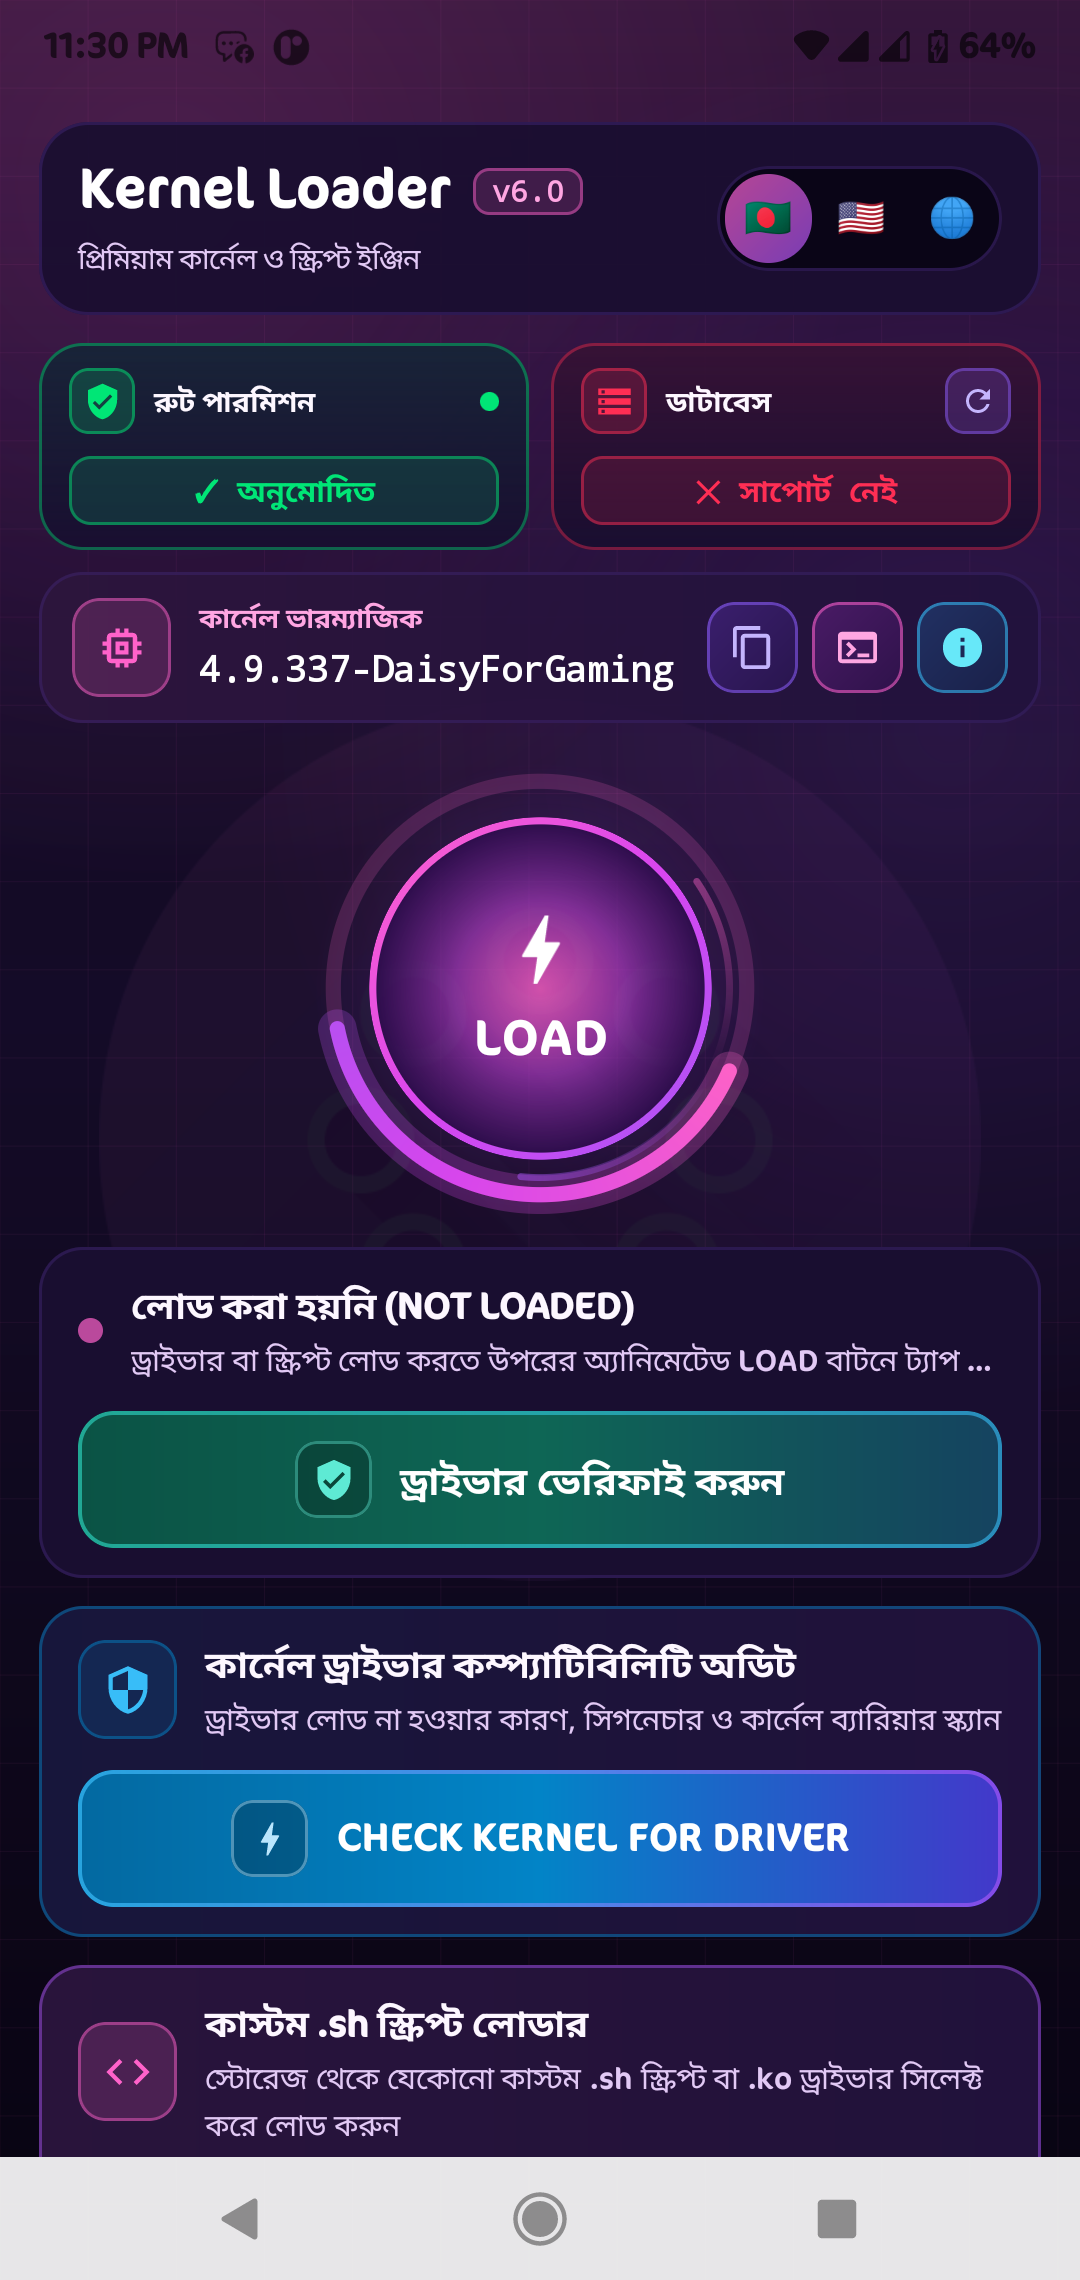 11:30 PM
64%
Kernel Loader v6.0
প্রিমিয়াম কার্নেল ও স্ক্রিপ্ট ইঞ্জিন
রুট পারমিশন
✓ অনুমোদিত
ডাটাবেস
✕ সাপোর্ট নেই
কার্নেল ভারম্যাজিক
4.9.337-DaisyForGaming
LOAD
লোড করা হয়নি (NOT LOADED)
ড্রাইভার বা স্ক্রিপ্ট লোড করতে উপরের অ্যানিমেটেড LOAD বাটনে ট্যাপ ...
ড্রাইভার ভেরিফাই করুন
কার্নেল ড্রাইভার কম্প্যাটিবিলিটি অডিট
ড্রাইভার লোড না হওয়ার কারণ, সিগনেচার ও কার্নেল ব্যারিয়ার স্ক্যান
CHECK KERNEL FOR DRIVER
কাস্টম .sh স্ক্রিপ্ট লোডার
স্টোরেজ থেকে যেকোনো কাস্টম .sh স্ক্রিপ্ট বা .ko ড্রাইভার সিলেক্ট
করে লোড করুন